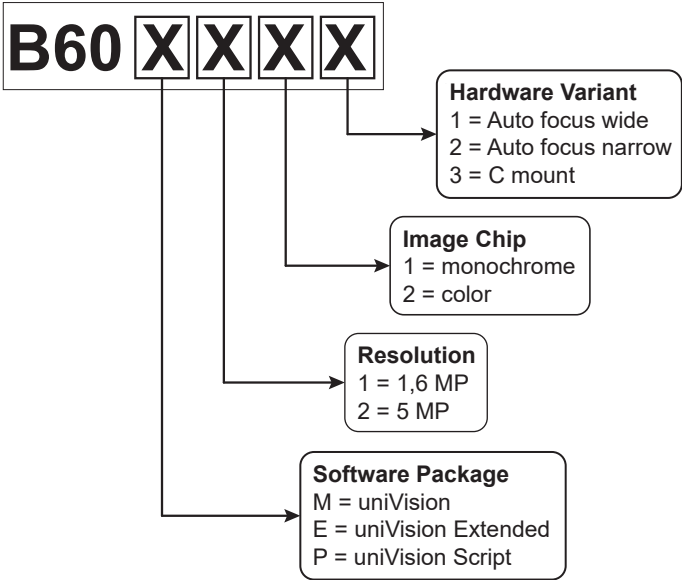 B60 X X X X
Hardware Variant
1 = Auto focus wide
2 = Auto focus narrow
3 = C mount
Image Chip
1 = monochrome
2 = color
Resolution
1 = 1,6 MP
2 = 5 MP
Software Package
M = uniVision
E = uniVision Extended
P = uniVision Script